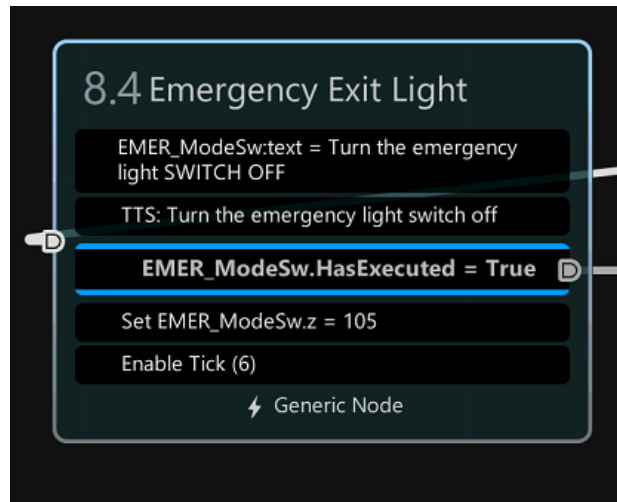 8.4 Emergency Exit Light
EMER_ModeSw:text = Turn the emergency
light SWITCH OFF
TTS: Turn the emergency light switch off
EMER_ModeSw.HasExecuted = True
Set EMER_ModeSw.z = 105
Enable Tick (6)
Generic Node